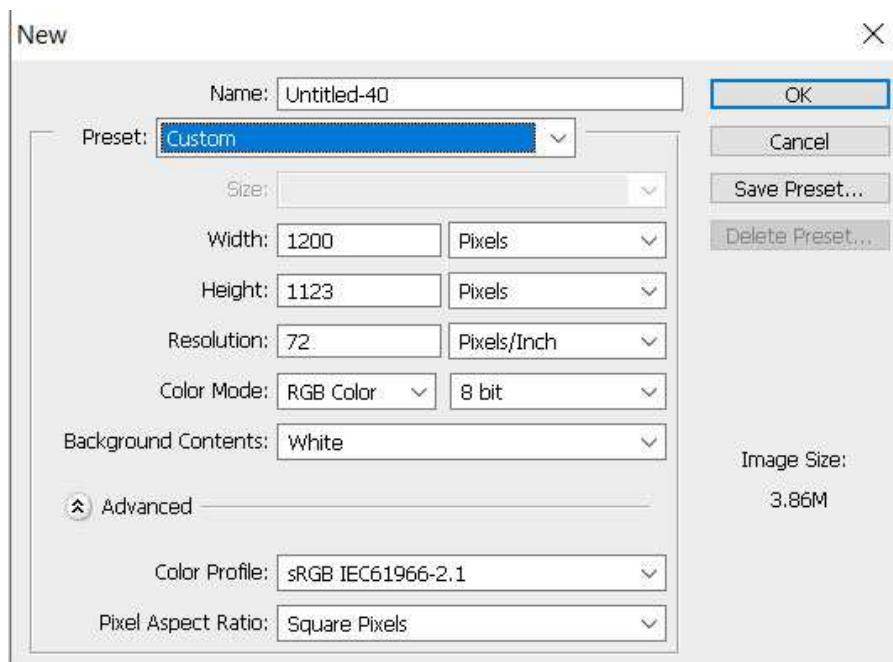 New
Name: Untitled-40
OK
Preset: Custom
Cancel
Size:
Save Preset...
Width: 1200 Pixels
Delete Preset...
Height: 1123 Pixels
Resolution: 72 Pixels/Inch
Color Mode: RGB Color 8 bit
Background Contents: White
Image Size:
3.86M
Advanced
Color Profile: sRGB IEC61966-2.1
Pixel Aspect Ratio: Square Pixels